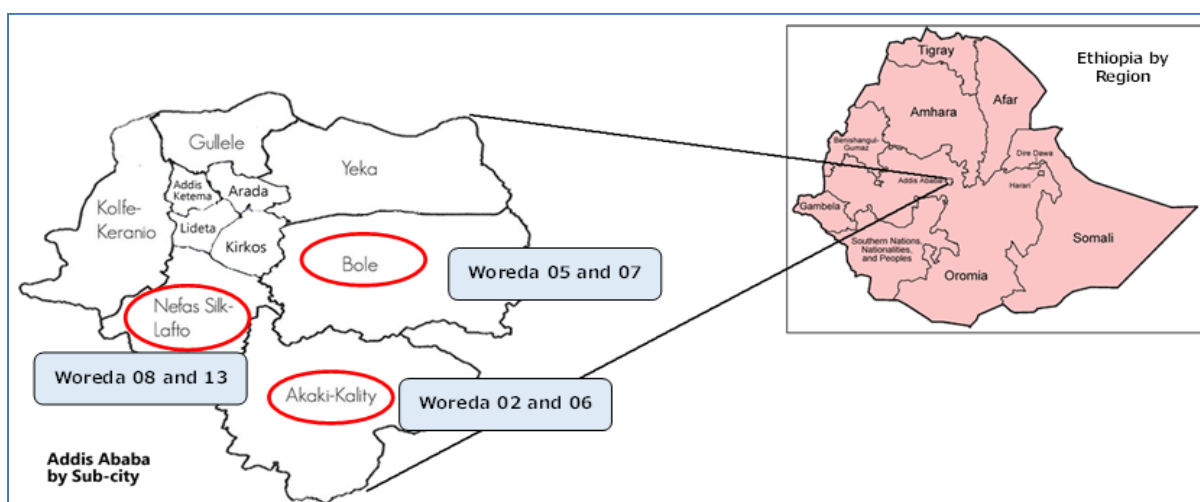 Gullele
Yeka
Addis
Ketema
Arada
Kolfe-
Keranio
Lideta
Kirkos
Bole
Woreda 05 and 07
Nefas Silk-
Lafto
Woreda 08 and 13
Akaki-Kality
Woreda 02 and 06
Addis Ababa
by Sub-city
Ethiopia by
Region
Tigray
Afar
Amhara
Benishangul-
Gumaz
Dire Dawa
Addis Ababa
Harari
Gambela
Somali
Southern Nations,
Nationalities,
and Peoples
Oromia